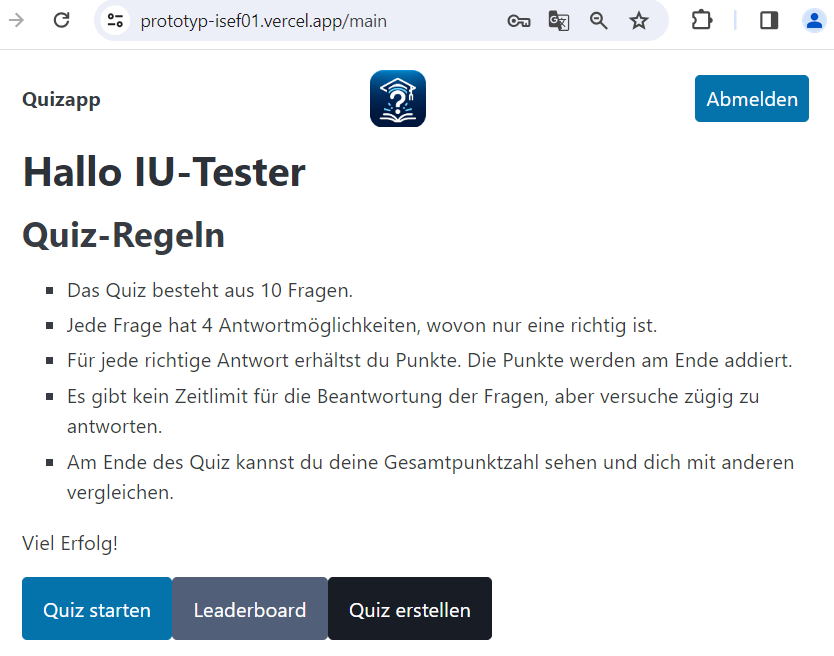 prototyp-isef01.vercel.app/main
Quizapp
Abmelden
Hallo IU-Tester
Quiz-Regeln
Das Quiz besteht aus 10 Fragen.
Jede Frage hat 4 Antwortmöglichkeiten, wovon nur eine richtig ist.
Für jede richtige Antwort erhältst du Punkte. Die Punkte werden am Ende addiert.
Es gibt kein Zeitlimit für die Beantwortung der Fragen, aber versuche zügig zu
antworten.
Am Ende des Quiz kannst du deine Gesamtpunktzahl sehen und dich mit anderen
vergleichen.
Viel Erfolg!
Quiz starten
Leaderboard
Quiz erstellen